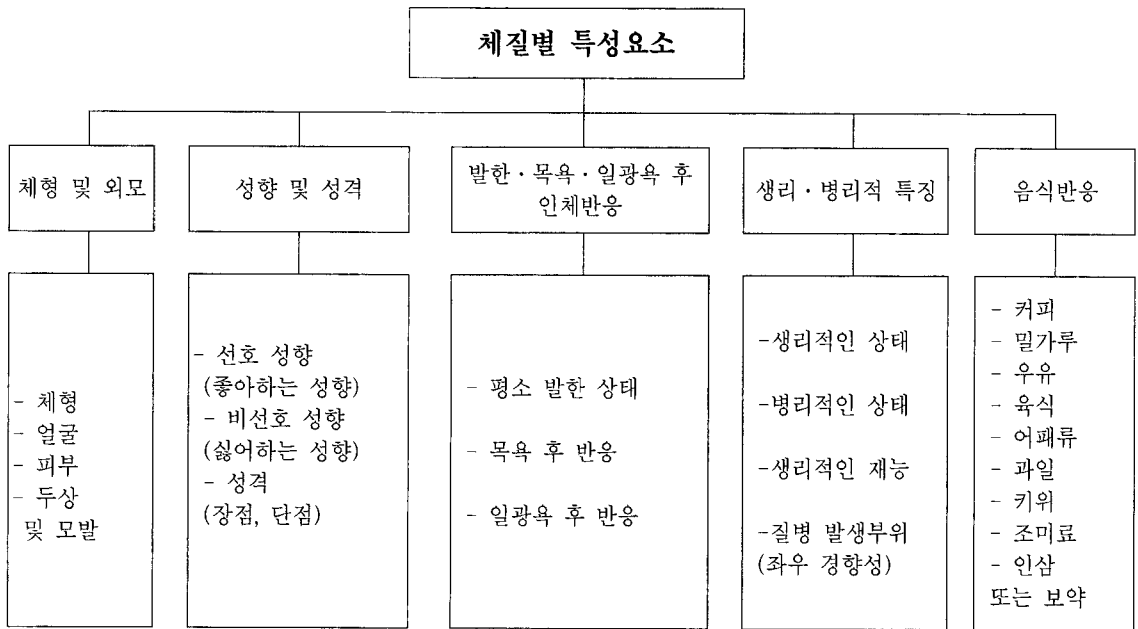 체질별 특성요소
체형 및 외모
성향 및 성격
발한·목욕·일광욕 후
인체반응
생리·병리적 특징
음식반응
- 체형
- 얼굴
- 피부
- 두상
및 모발
- 선호 성향
(좋아하는 성향)
- 비선호 성향
(싫어하는 성향)
- 성격
(장점, 단점)
- 평소 발한 상태
- 목욕 후 반응
- 일광욕 후 반응
-생리적인 상태
-병리적인 상태
-생리적인 재능
-질병 발생부위
(좌우 경향성)
- 커피
- 밀가루
- 우유
- 육식
- 어패류
- 과일
- 키위
- 조미료
- 인삼
또는 보약